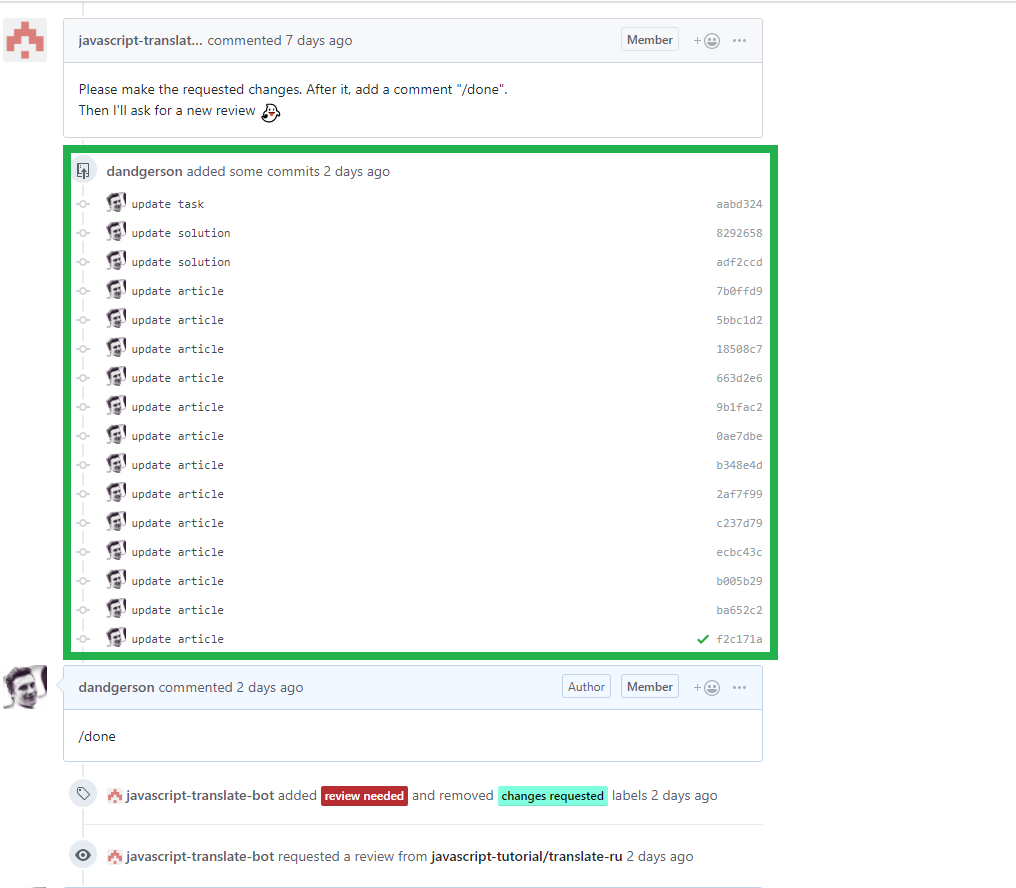 javascript-translat... commented 7 days ago Member
Please make the requested changes. After it, add a comment "/done".
Then I'll ask for a new review
dandgerson added some commits 2 days ago
update task aabd324
update solution 8292658
update solution adf2ccd
update article 7b0ffd9
update article 5bbc1d2
update article 18508c7
update article 663d2e6
update article 9b1fac2
update article 0ae7dbe
update article b348e4d
update article 2af7f99
update article c237d79
update article ecbc43c
update article b005b29
update article ba652c2
update article f2c171a
dandgerson commented 2 days ago Author Member
/done
javascript-translate-bot added review needed and removed changes requested labels 2 days ago
javascript-translate-bot requested a review from javascript-tutorial/translate-ru 2 days ago